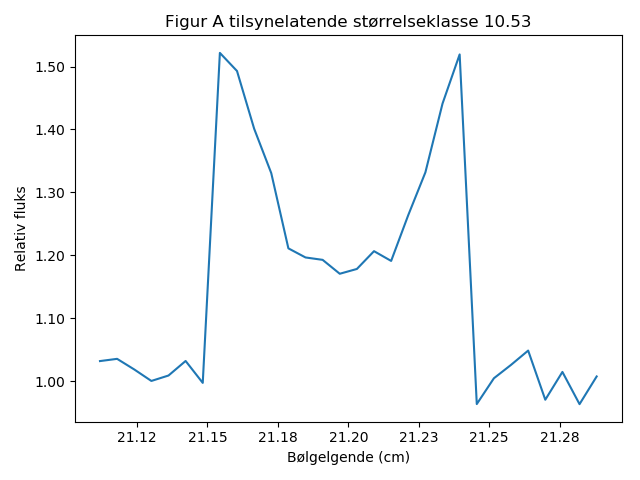 Figur A tilsynelatende størrelseklasse 10.53
Relativ fluks
1.50
1.40
1.30
1.20
1.10
1.00
21.12 21.15 21.18 21.20 21.23 21.25 21.28
Bølgelgende (cm)